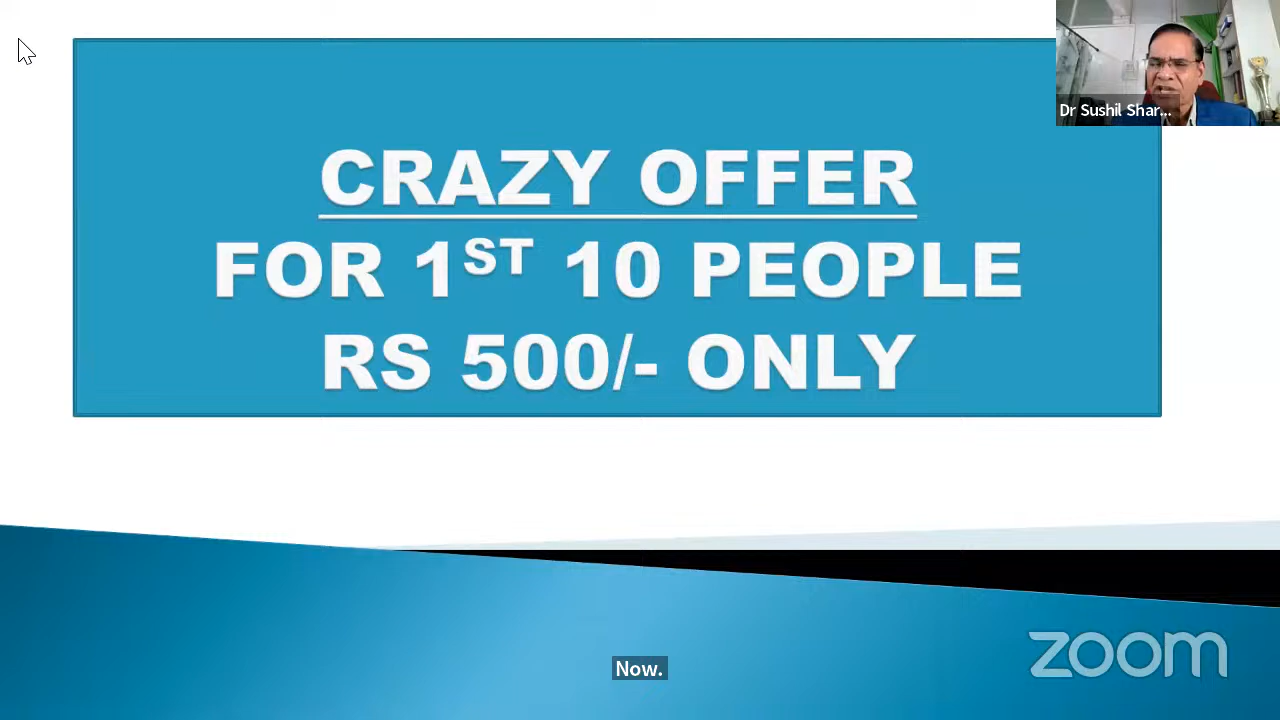 Dr Sushil Shar...
CRAZY OFFER
FOR 1ST 10 PEOPLE
RS 500/- ONLY
zoom
Now.